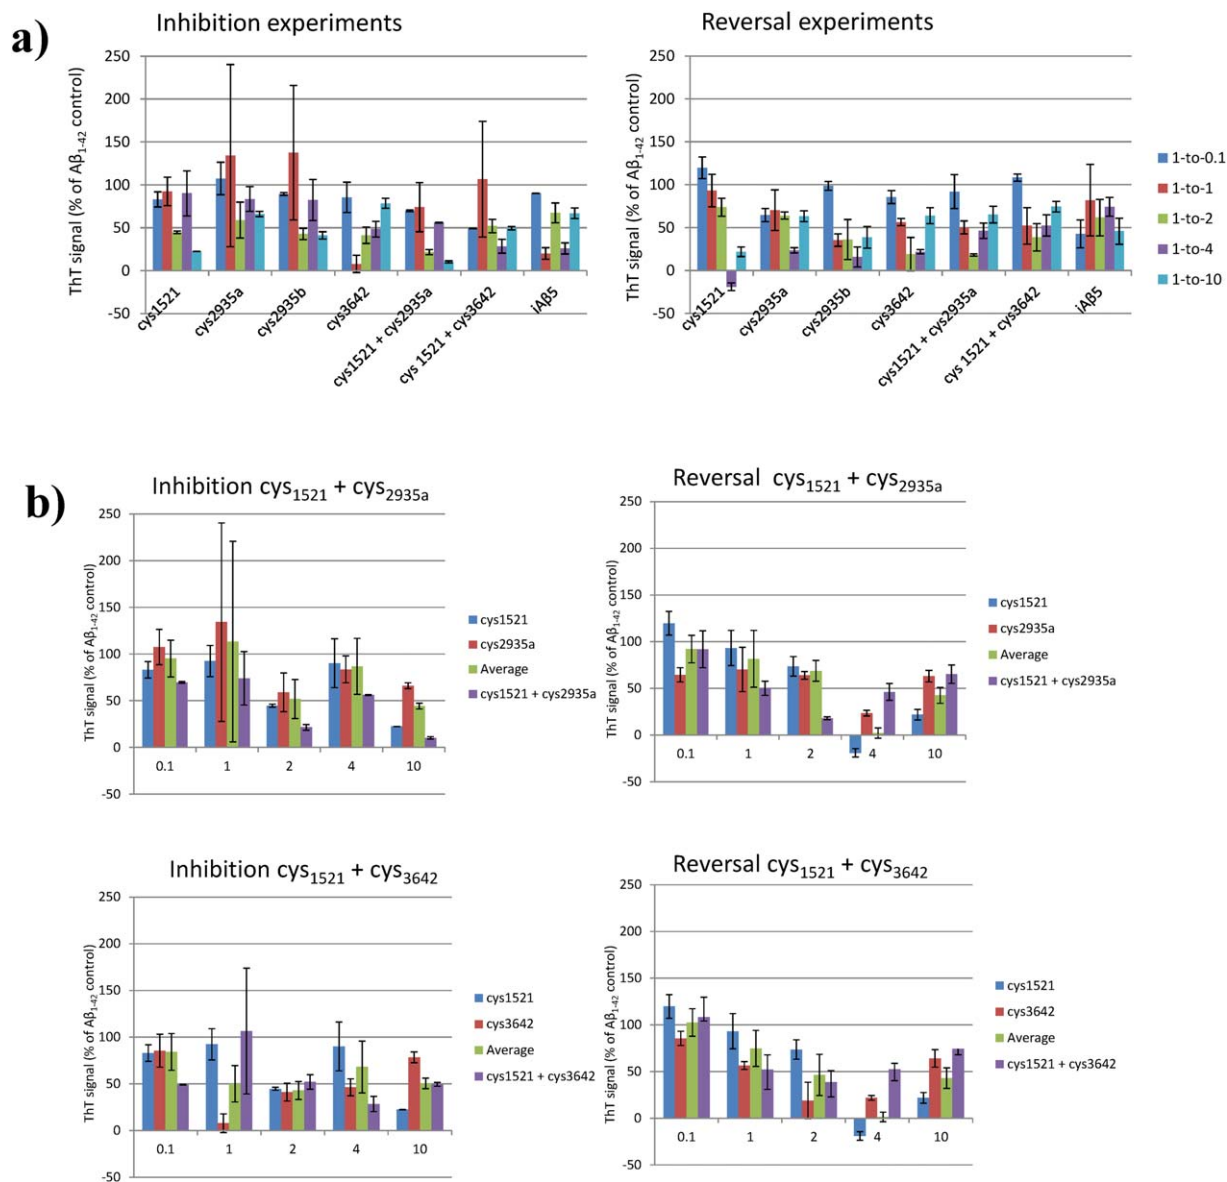 a)
Inhibition experiments
ThT signal (% of Aβ1-42 control)
250
200
150
100
50
0
-50
cys1521
cys2935a
cys2935b
cys3642
cys1521 + cys2935a
cys 1521 + cys3642
iAβ5
Reversal experiments
ThT signal (% of Aβ1-42 control)
250
200
150
100
50
0
-50
cys1521
cys2935a
cys2935b
cys3642
cys1521 + cys2935a
cys 1521 + cys3642
iAβ5
1-to-0.1
1-to-1
1-to-2
1-to-4
1-to-10
b)
Inhibition cys1521 + cys2935a
ThT signal (% of Aβ1-42 control)
250
200
150
100
50
0
-50
0.1 1 2 4 10
cys1521
cys2935a
Average
cys1521 + cys2935a
Reversal cys1521 + cys2935a
ThT signal (% of Aβ1-42 control)
250
200
150
100
50
0
-50
0.1 1 2 4 10
cys1521
cys2935a
Average
cys1521 + cys2935a
Inhibition cys1521 + cys3642
ThT signal (% of Aβ1-42 control)
250
200
150
100
50
0
-50
0.1 1 2 4 10
cys1521
cys3642
Average
cys1521 + cys3642
Reversal cys1521 + cys3642
ThT signal (% of Aβ1-42 control)
250
200
150
100
50
0
-50
0.1 1 2 4 10
cys1521
cys3642
Average
cys1521 + cys3642